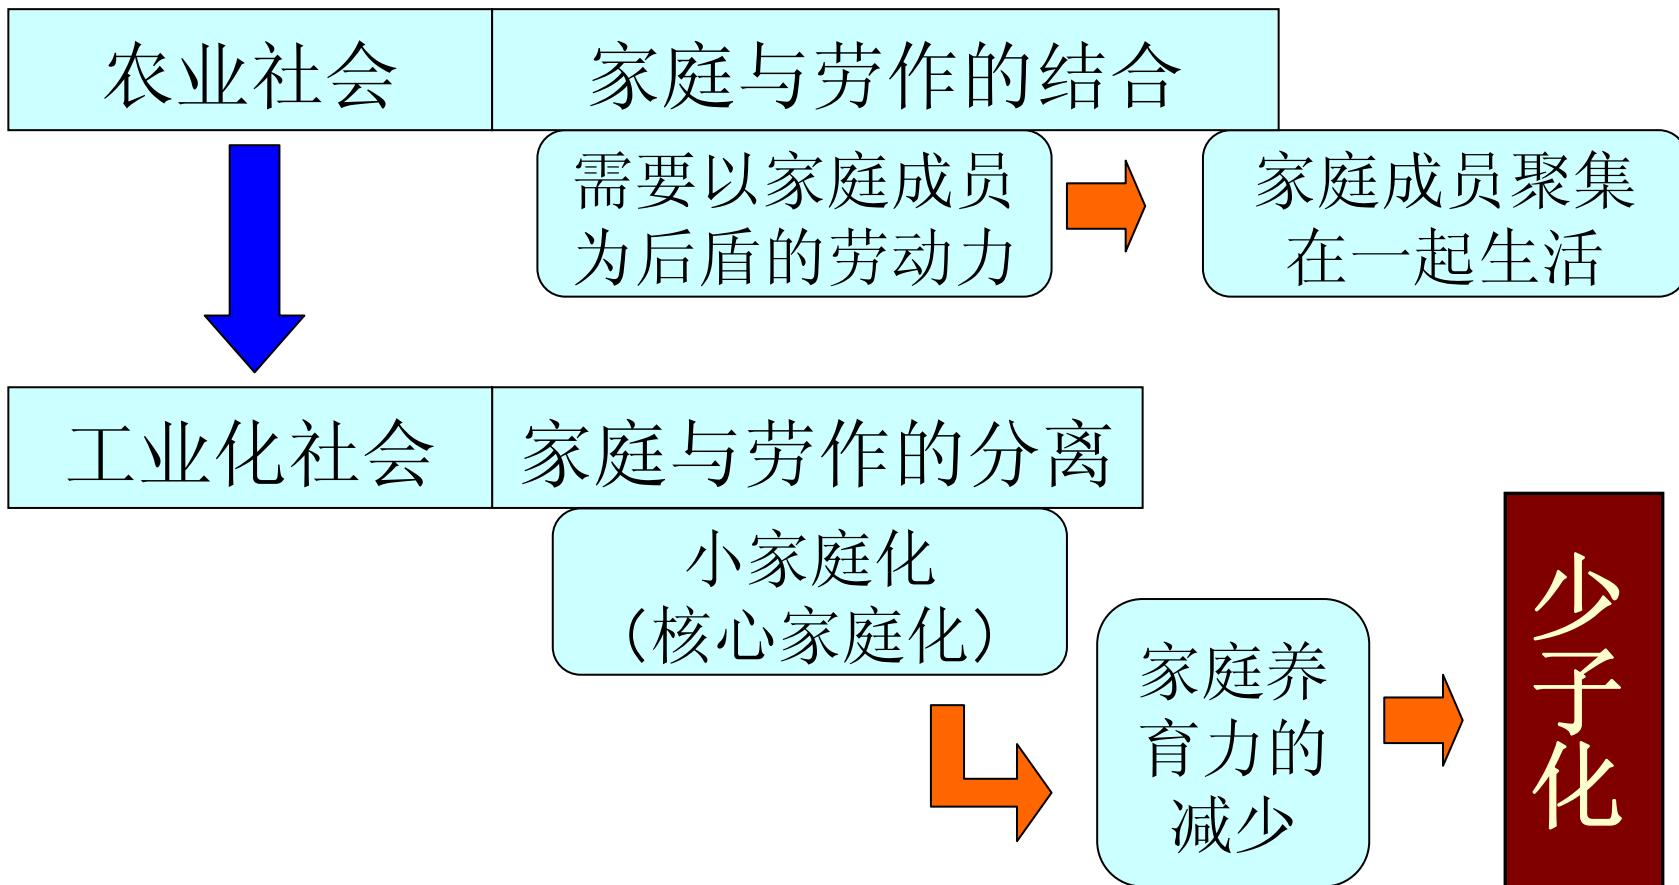 农业社会
家庭与劳作的结合
需要以家庭成员
为后盾的劳动力
家庭成员聚集
在一起生活
工业化社会
家庭与劳作的分离
小家庭化
（核心家庭化）
家庭养
育力的
减少
少子化